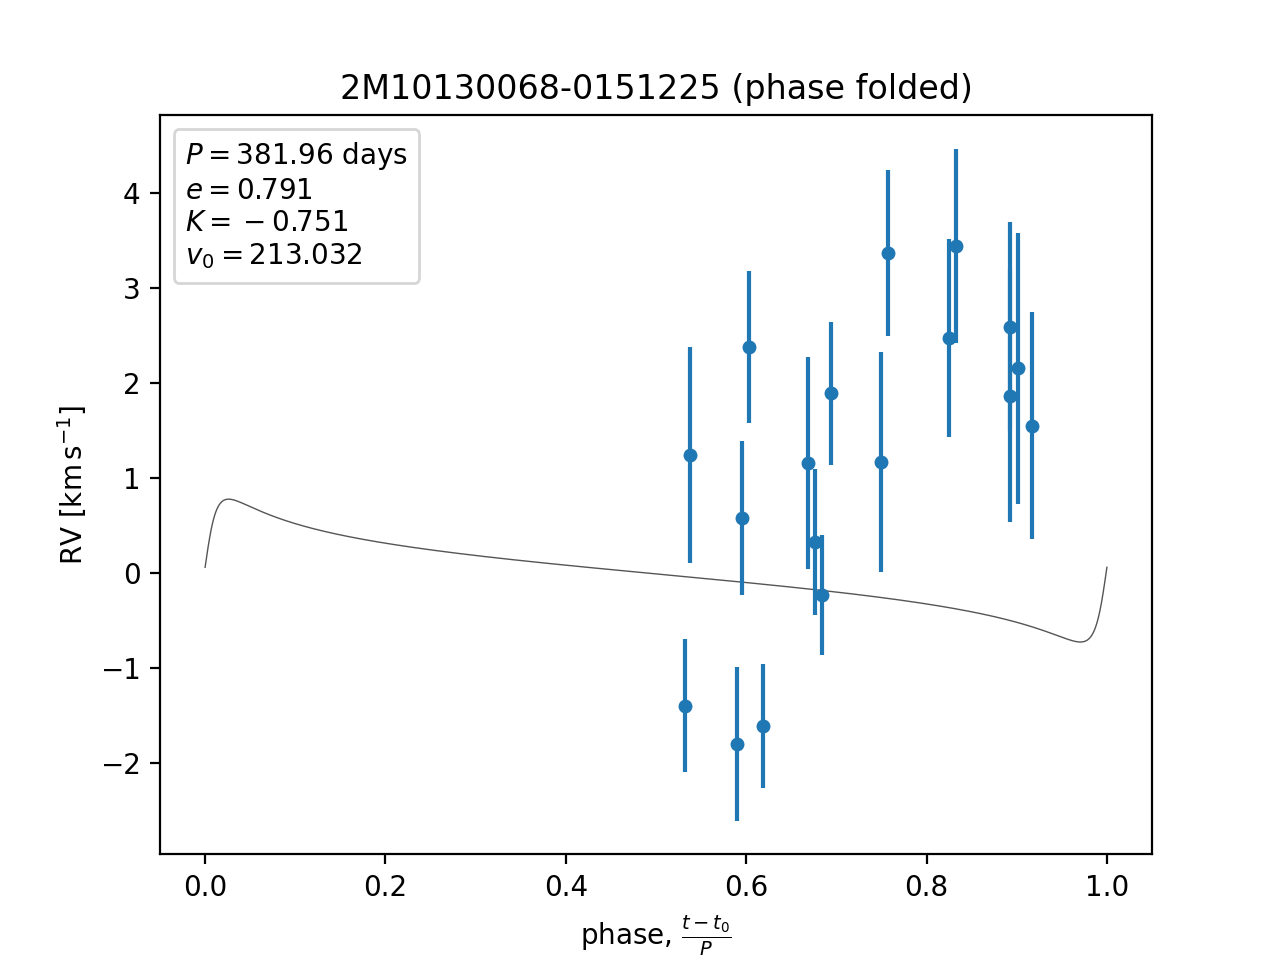 2M10130068-0151225 (phase folded)
P = 381.96 days
e = 0.791
K = −0.751
v₀ = 213.032
4
3
2
1
0
−1
−2
RV [km s⁻¹]
0.0 0.2 0.4 0.6 0.8 1.0
phase, (t − t₀)/P